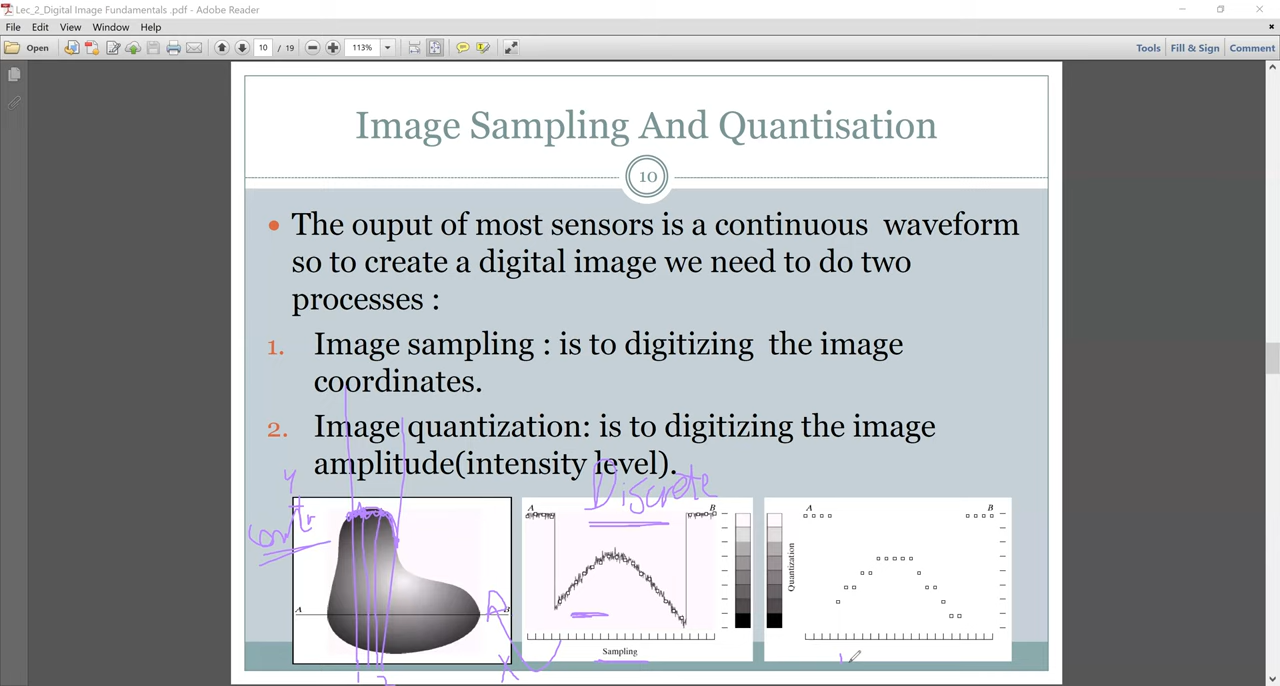 Lec_2_Digital Image Fundamentals .pdf - Adobe Reader
File Edit View Window Help
Open 10 / 19 113% Tools Fill & Sign Comment
Image Sampling And Quantisation
10
The ouput of most sensors is a continuous waveform
so to create a digital image we need to do two
processes :
1. Image sampling : is to digitizing the image
coordinates.
2. Image quantization: is to digitizing the image
amplitude(intensity level).
Discrete
y
A B
A B
A B
Quantization
Sampling
A
x
1 2